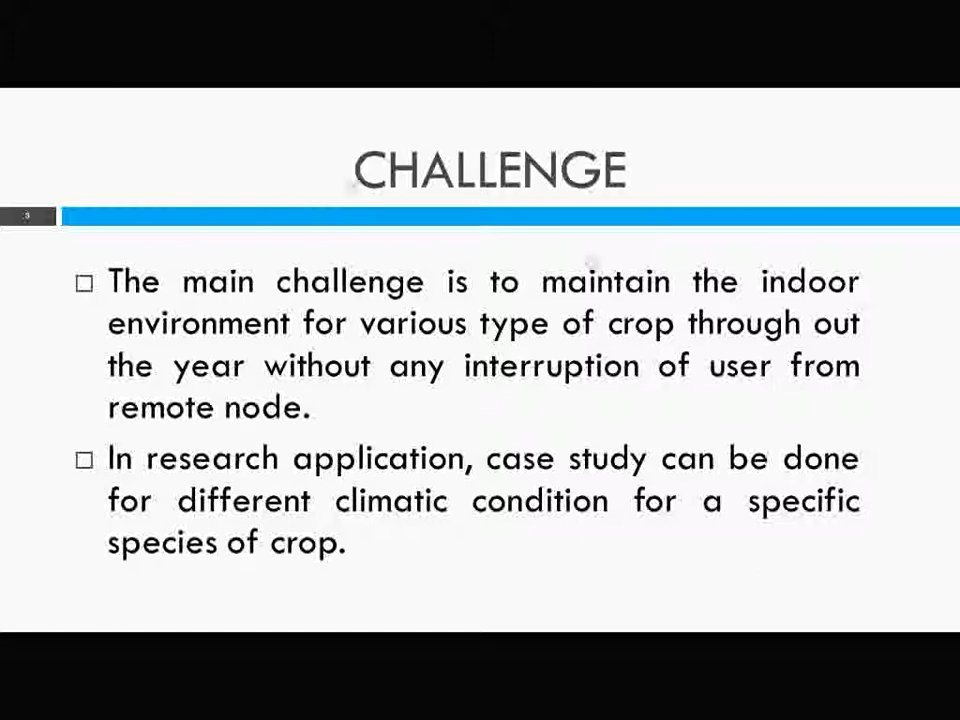 CHALLENGE
3
□ The main challenge is to maintain the indoor
environment for various type of crop through out
the year without any interruption of user from
remote node.
□ In research application, case study can be done
for different climatic condition for a specific
species of crop.